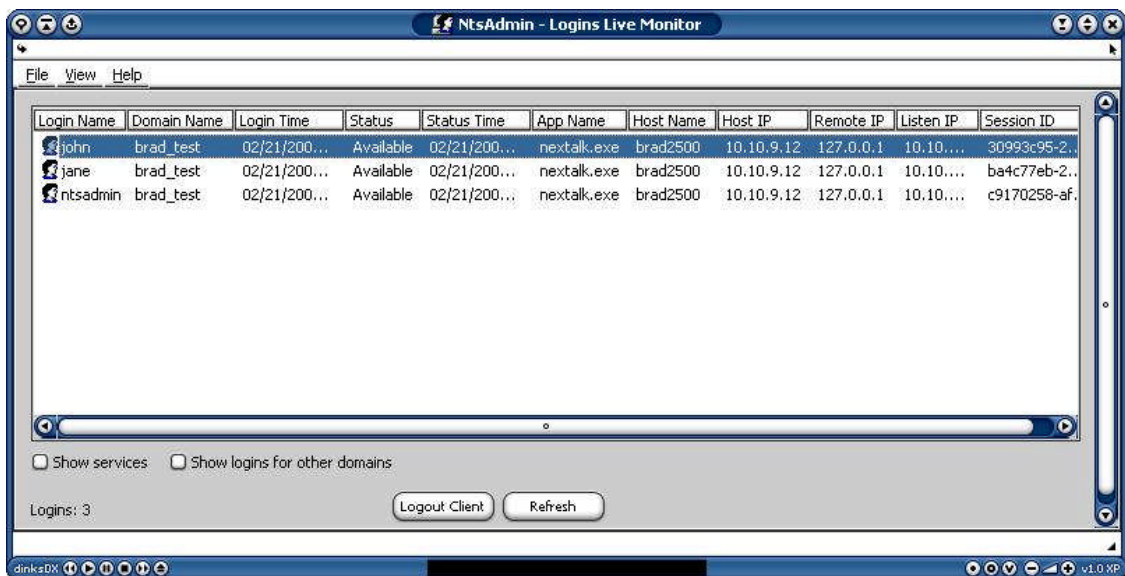 NtsAdmin - Logins Live Monitor
File View Help
Login Name Domain Name Login Time Status Status Time App Name Host Name Host IP Remote IP Listen IP Session ID
john brad_test 02/21/200... Available 02/21/200... nextalk.exe brad2500 10.10.9.12 127.0.0.1 10.10.... 30993c95-2..
jane brad_test 02/21/200... Available 02/21/200... nextalk.exe brad2500 10.10.9.12 127.0.0.1 10.10.... ba4c77eb-2..
ntsadmin brad_test 02/21/200... Available 02/21/200... nextalk.exe brad2500 10.10.9.12 127.0.0.1 10.10.... c9170258-af.
Show services Show logins for other domains
Logins: 3 Logout Client Refresh
dinksDX v1.0 XP